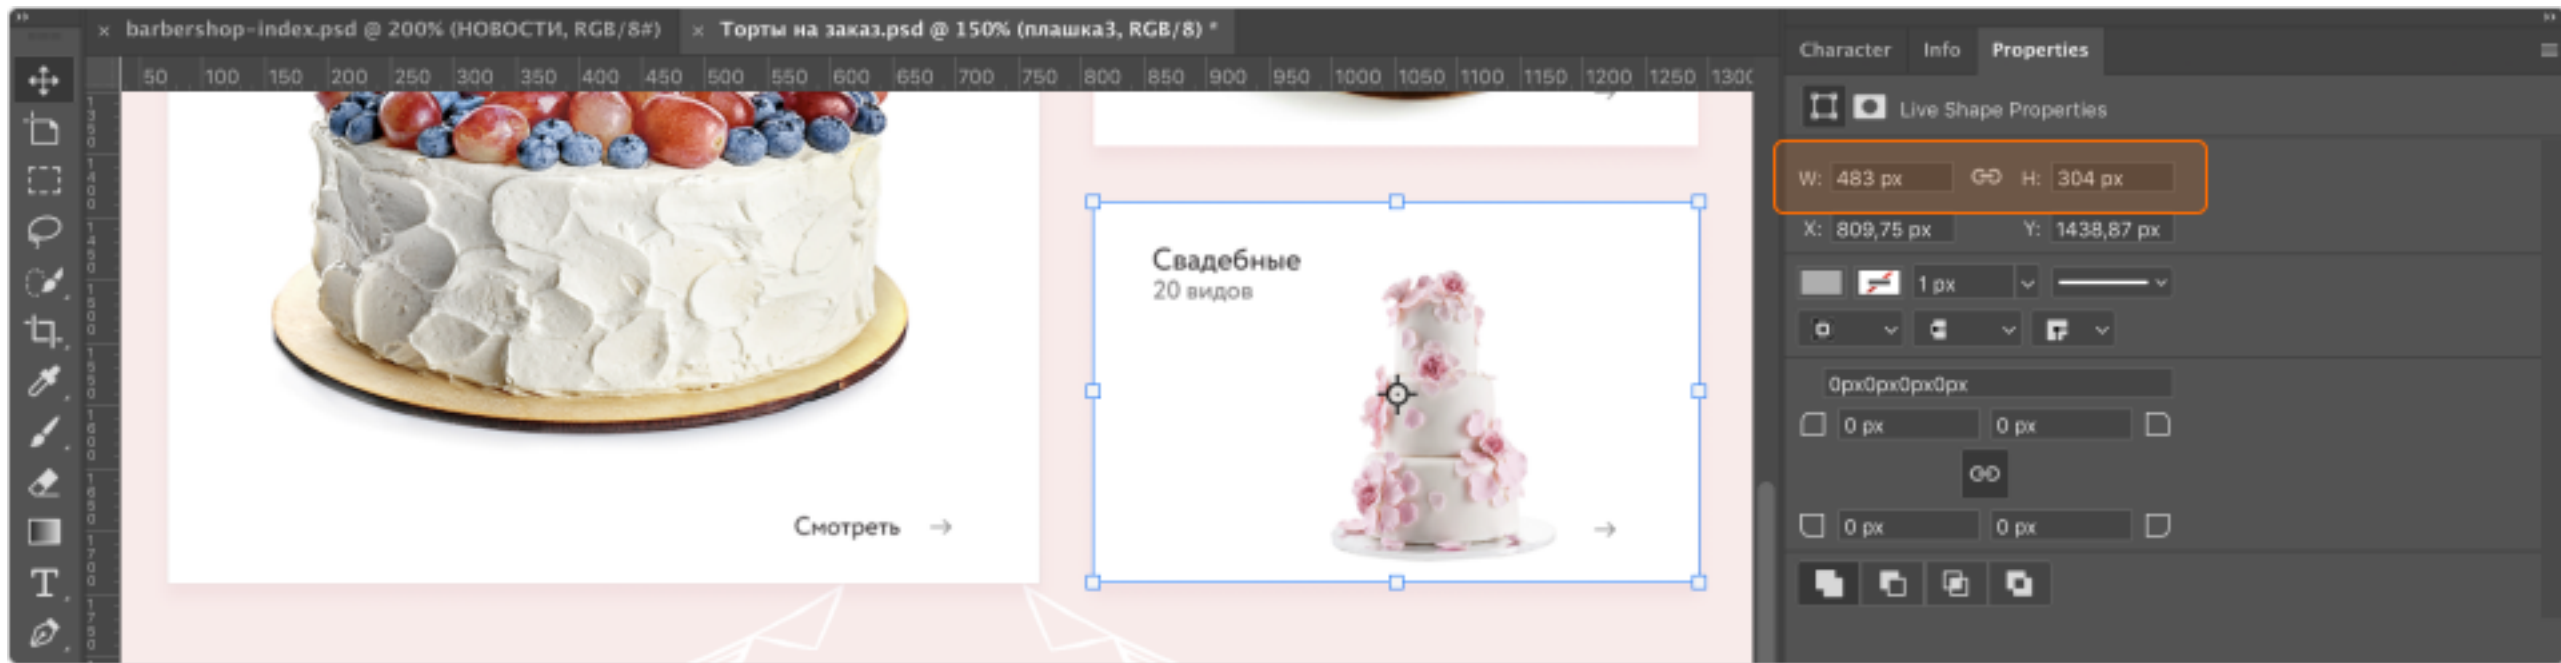 barbershop-index.psd @ 200% (НОВОСТИ, RGB/8#)
Торты на заказ.psd @ 150% (плашка3, RGB/8) *
50 100 150 200 250 300 350 400 450 500 550 600 650 700 750 800 850 900 950 1000 1050 1100 1150 1200 1250
Character Info Properties
Live Shape Properties
W: 483 px H: 304 px
X: 809,75 px Y: 1438,87 px
1 px
0px0px0px0px
0 px 0 px
0 px 0 px
Свадебные
20 видов
Смотреть →
→